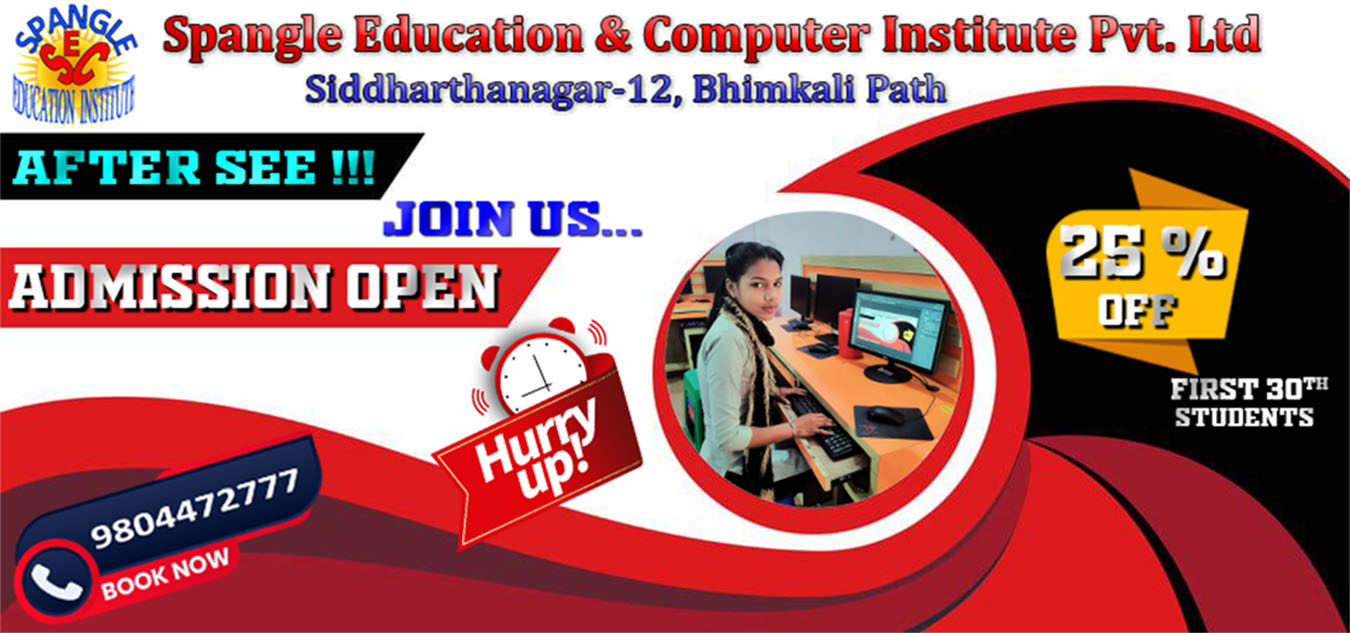 SPANGLE
ESC
EDUCATION INSTITUTE
Spangle Education & Computer Institute Pvt. Ltd
Siddharthanagar-12, Bhimkali Path
AFTER SEE !!!
JOIN US...
ADMISSION OPEN
25 %
OFF
FIRST 30TH
STUDENTS
Hurry
up!
9804472777
BOOK NOW